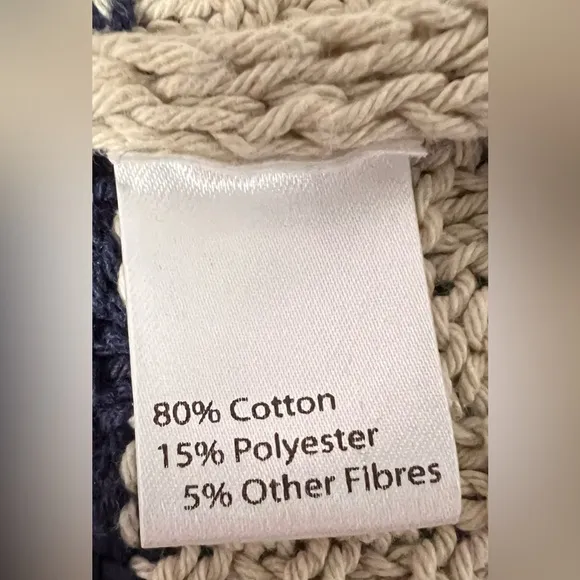 80% Cotton
15% Polyester
5% Other Fibres